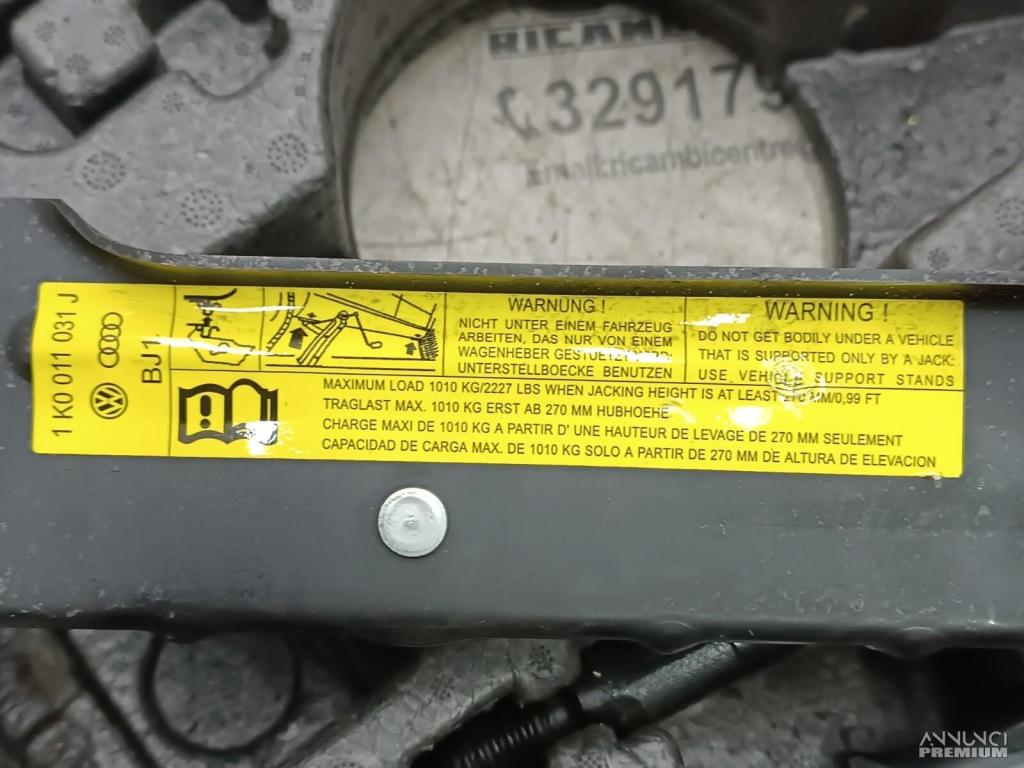 RICAM
329179
Email:ricambicentre@
1 K0 011 031 J
BJ1
WARNUNG !
NICHT UNTER EINEM FAHRZEUG
ARBEITEN, DAS NUR VON EINEM
WAGENHEBER
UNTERSTELLBOECKE BENUTZEN
WARNING !
DO NOT GET BODILY UNDER A VEHICLE
THAT IS SUPPORTED ONLY BY A JACK:
USE VEHICLE SUPPORT STANDS
MAXIMUM LOAD 1010 KG/2227 LBS WHEN JACKING HEIGHT IS AT LEAST 270 MM/0,99 FT
TRAGLAST MAX. 1010 KG ERST AB 270 MM HUBHOEHE
CHARGE MAXI DE 1010 KG A PARTIR D' UNE HAUTEUR DE LEVAGE DE 270 MM SEULEMENT
CAPACIDAD DE CARGA MAX. DE 1010 KG SOLO A PARTIR DE 270 MM DE ALTURA DE ELEVACION
ANNUNCI
PREMIUM